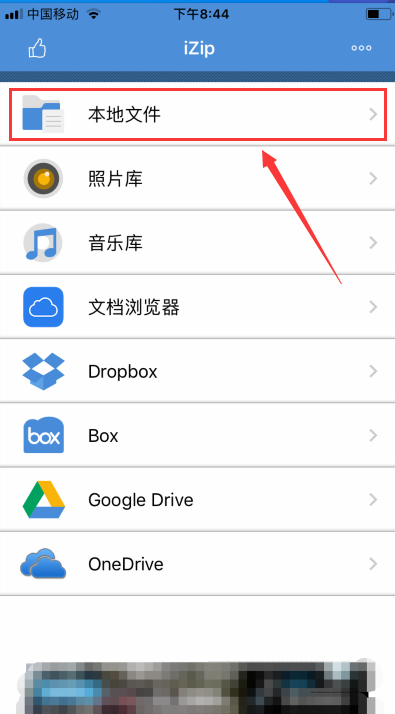 中国移动 下午8:44
iZip
本地文件
照片库
音乐库
文档浏览器
Dropbox
box Box
Google Drive
OneDrive